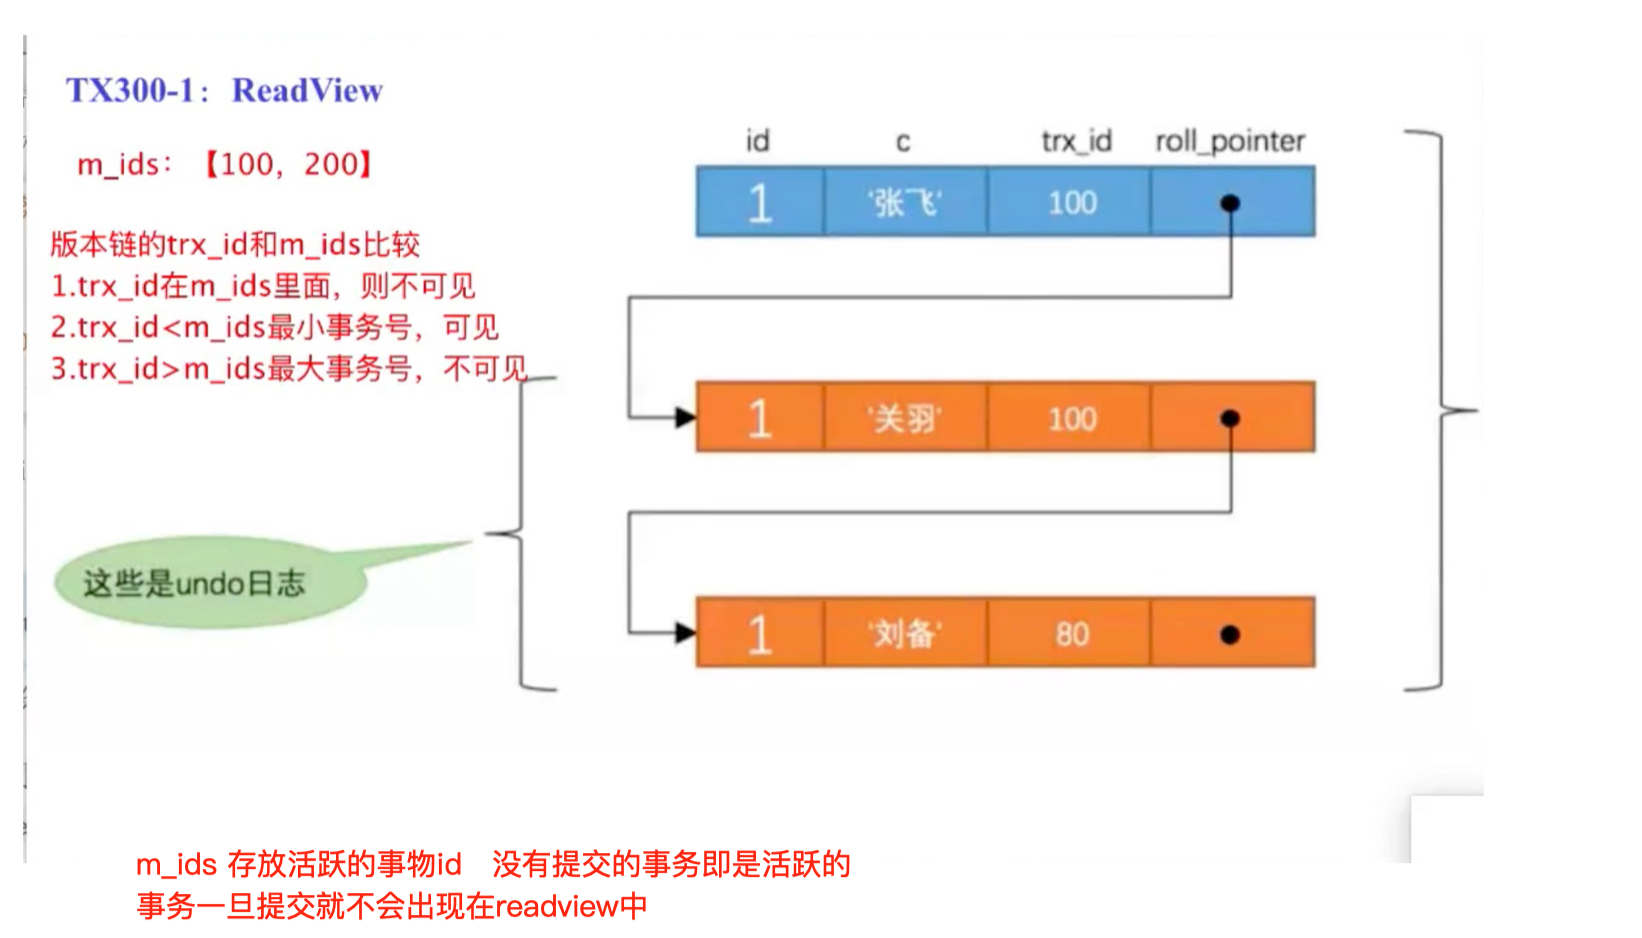 TX300-1：ReadView
m_ids：【100，200】
版本链的trx_id和m_ids比较
1.trx_id在m_ids里面，则不可见
2.trx_id<m_ids最小事务号，可见
3.trx_id>m_ids最大事务号，不可见
id c trx_id roll_pointer
1 '张飞' 100
1 '关羽' 100
1 '刘备' 80
这些是undo日志
m_ids 存放活跃的事物id 没有提交的事务即是活跃的
事务一旦提交就不会出现在readview中